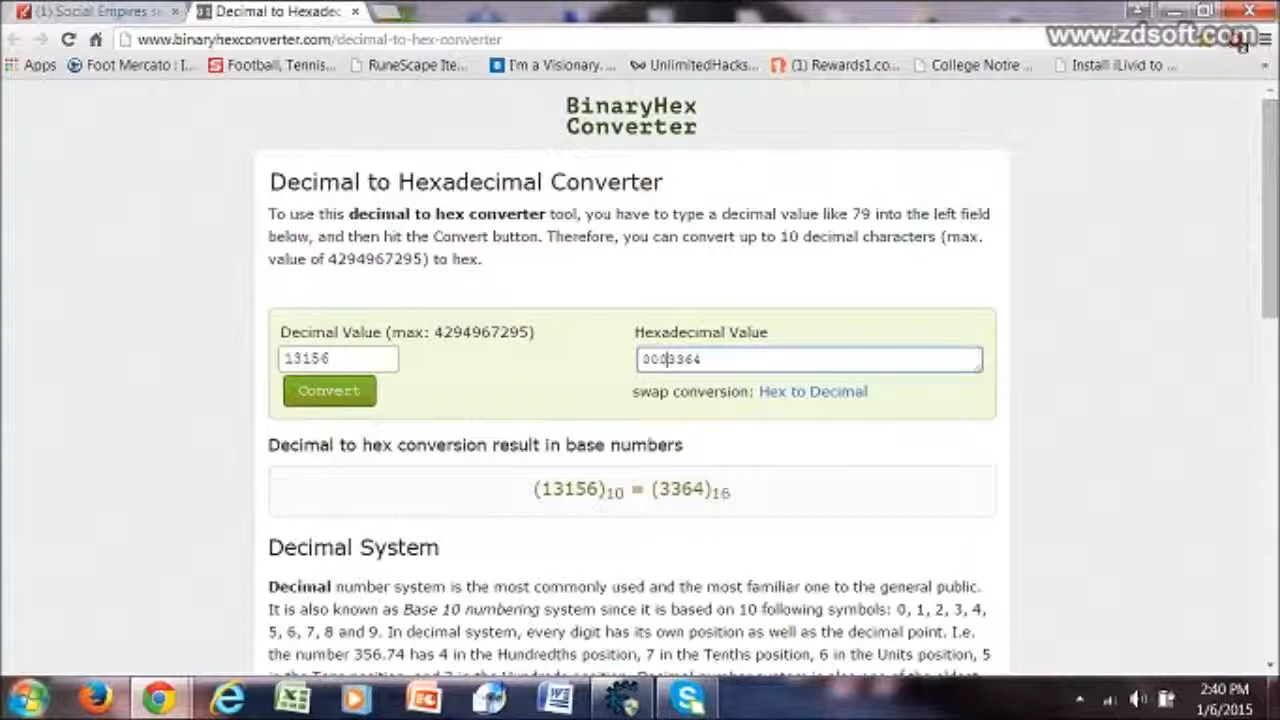 (1) Social Empires
Decimal to Hexadec
www.zdsoft.com
www.binaryhexconverter.com/decimal-to-hex-converter
Apps Foot Mercato : I... Football, Tennis... RuneScape Ite... I'm a Visionary. ... UnlimitedHacks... (1) Rewards1.co... College Notre ... Install iLivid to ...
BinaryHex
Converter
Decimal to Hexadecimal Converter
To use this decimal to hex converter tool, you have to type a decimal value like 79 into the left field
below, and then hit the Convert button. Therefore, you can convert up to 10 decimal characters (max.
value of 4294967295) to hex.
Decimal Value (max: 4294967295) Hexadecimal Value
13156 0003364
Convert swap conversion: Hex to Decimal
Decimal to hex conversion result in base numbers
(13156)10 = (3364)16
Decimal System
Decimal number system is the most commonly used and the most familiar one to the general public.
It is also known as Base 10 numbering system since it is based on 10 following symbols: 0, 1, 2, 3, 4,
5, 6, 7, 8 and 9. In decimal system, every digit has its own position as well as the decimal point. I.e.
the number 356.74 has 4 in the Hundredths position, 7 in the Tenths position, 6 in the Units position, 5
2:40 PM
1/6/2015